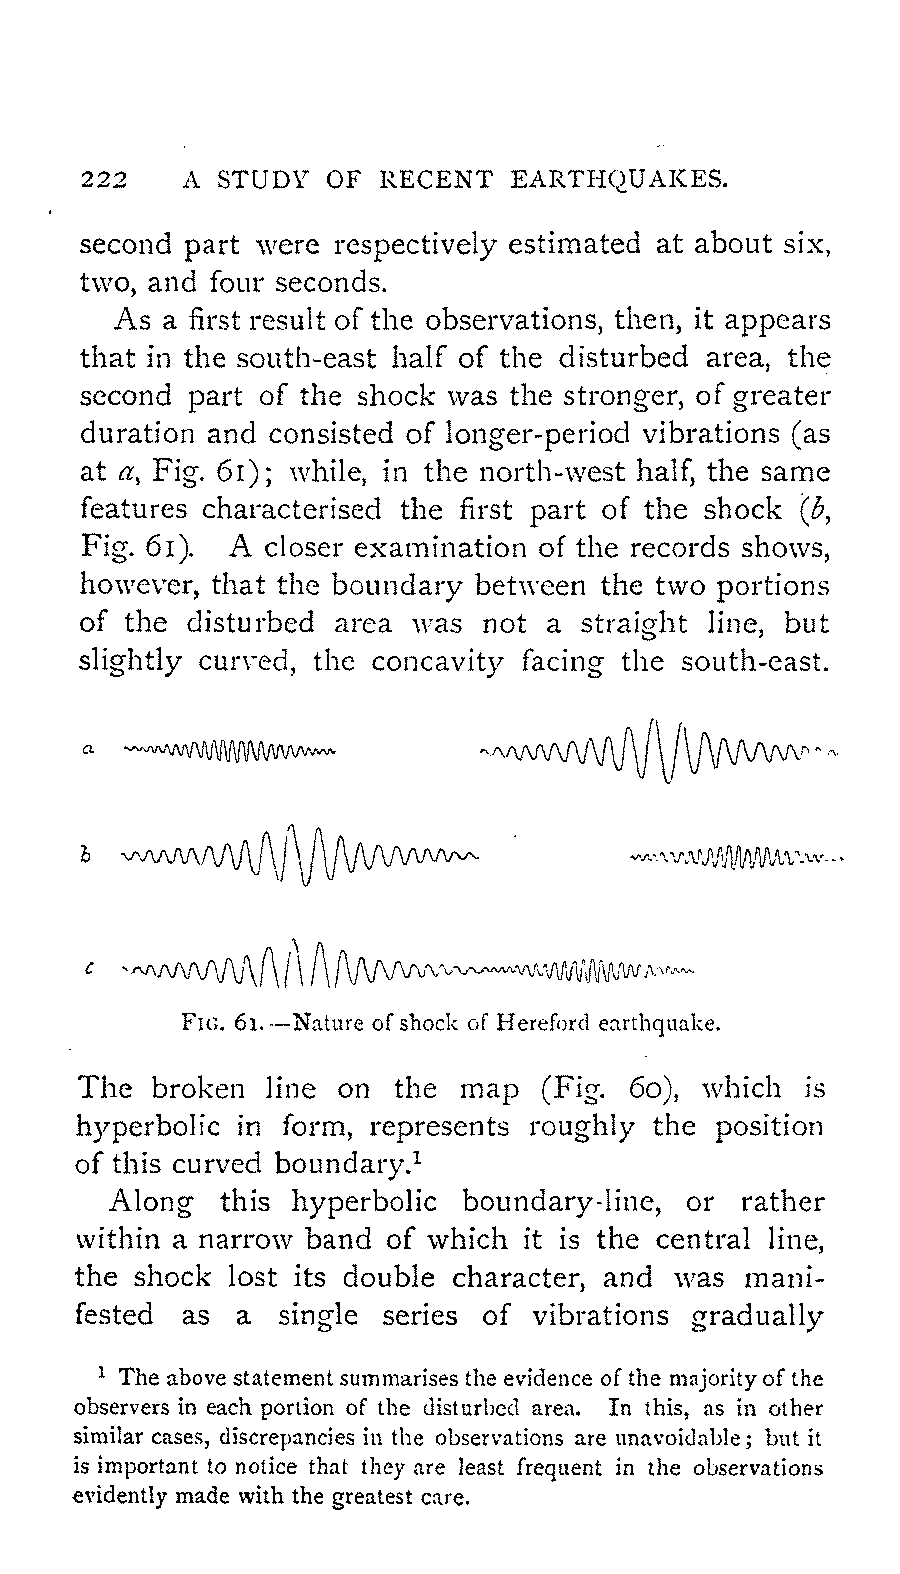 222 A STUDY OF RECENT EARTHQUAKES.
second part were respectively estimated at about six,
two, and four seconds.
As a first result of the observations, then, it appears
that in the south-east half of the disturbed area, the
second part of the shock was the stronger, of greater
duration and consisted of longer-period vibrations (as
at a, Fig. 61); while, in the north-west half, the same
features characterised the first part of the shock (b,
Fig. 61). A closer examination of the records shows,
however, that the boundary between the two portions
of the disturbed area was not a straight line, but
slightly curved, the concavity facing the south-east.
a
b
c
FIG. 61.—Nature of shock of Hereford earthquake.
The broken line on the map (Fig. 60), which is
hyperbolic in form, represents roughly the position
of this curved boundary.¹
Along this hyperbolic boundary-line, or rather
within a narrow band of which it is the central line,
the shock lost its double character, and was mani-
fested as a single series of vibrations gradually
¹ The above statement summarises the evidence of the majority of the
observers in each portion of the disturbed area. In this, as in other
similar cases, discrepancies in the observations are unavoidable; but it
is important to notice that they are least frequent in the observations
evidently made with the greatest care.